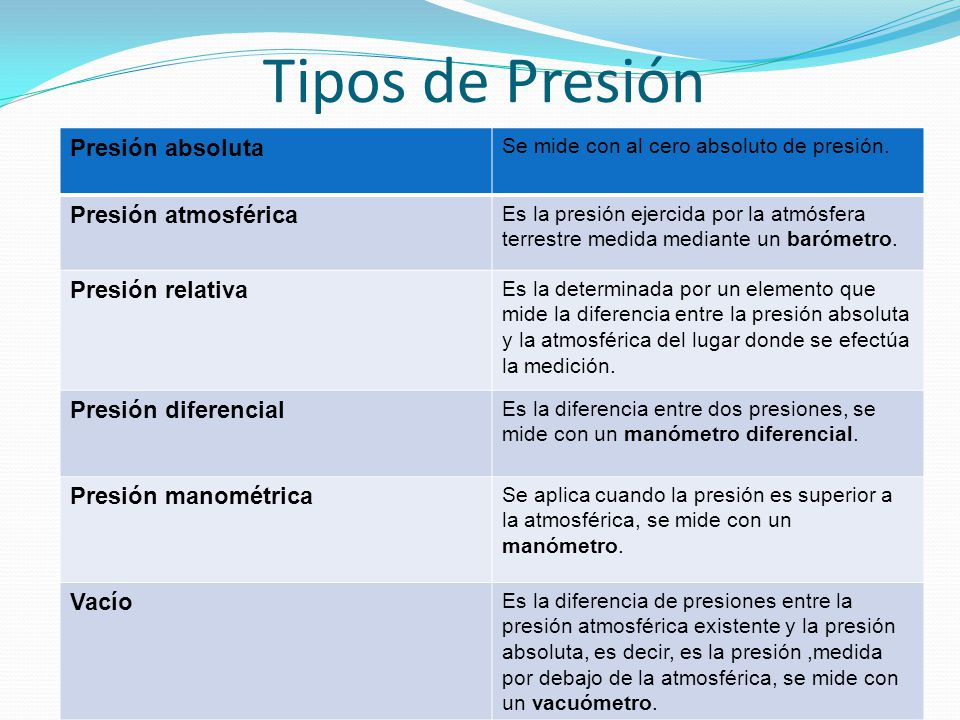 Tipos de Presión
Presión absoluta
Se mide con al cero absoluto de presión.
Presión atmosférica
Es la presión ejercida por la atmósfera
terrestre medida mediante un barómetro.
Presión relativa
Es la determinada por un elemento que
mide la diferencia entre la presión absoluta
y la atmosférica del lugar donde se efectúa
la medición.
Presión diferencial
Es la diferencia entre dos presiones, se
mide con un manómetro diferencial.
Presión manométrica
Se aplica cuando la presión es superior a
la atmosférica, se mide con un
manómetro.
Vacío
Es la diferencia de presiones entre la
presión atmosférica existente y la presión
absoluta, es decir, es la presión ,medida
por debajo de la atmosférica, se mide con
un vacuómetro.